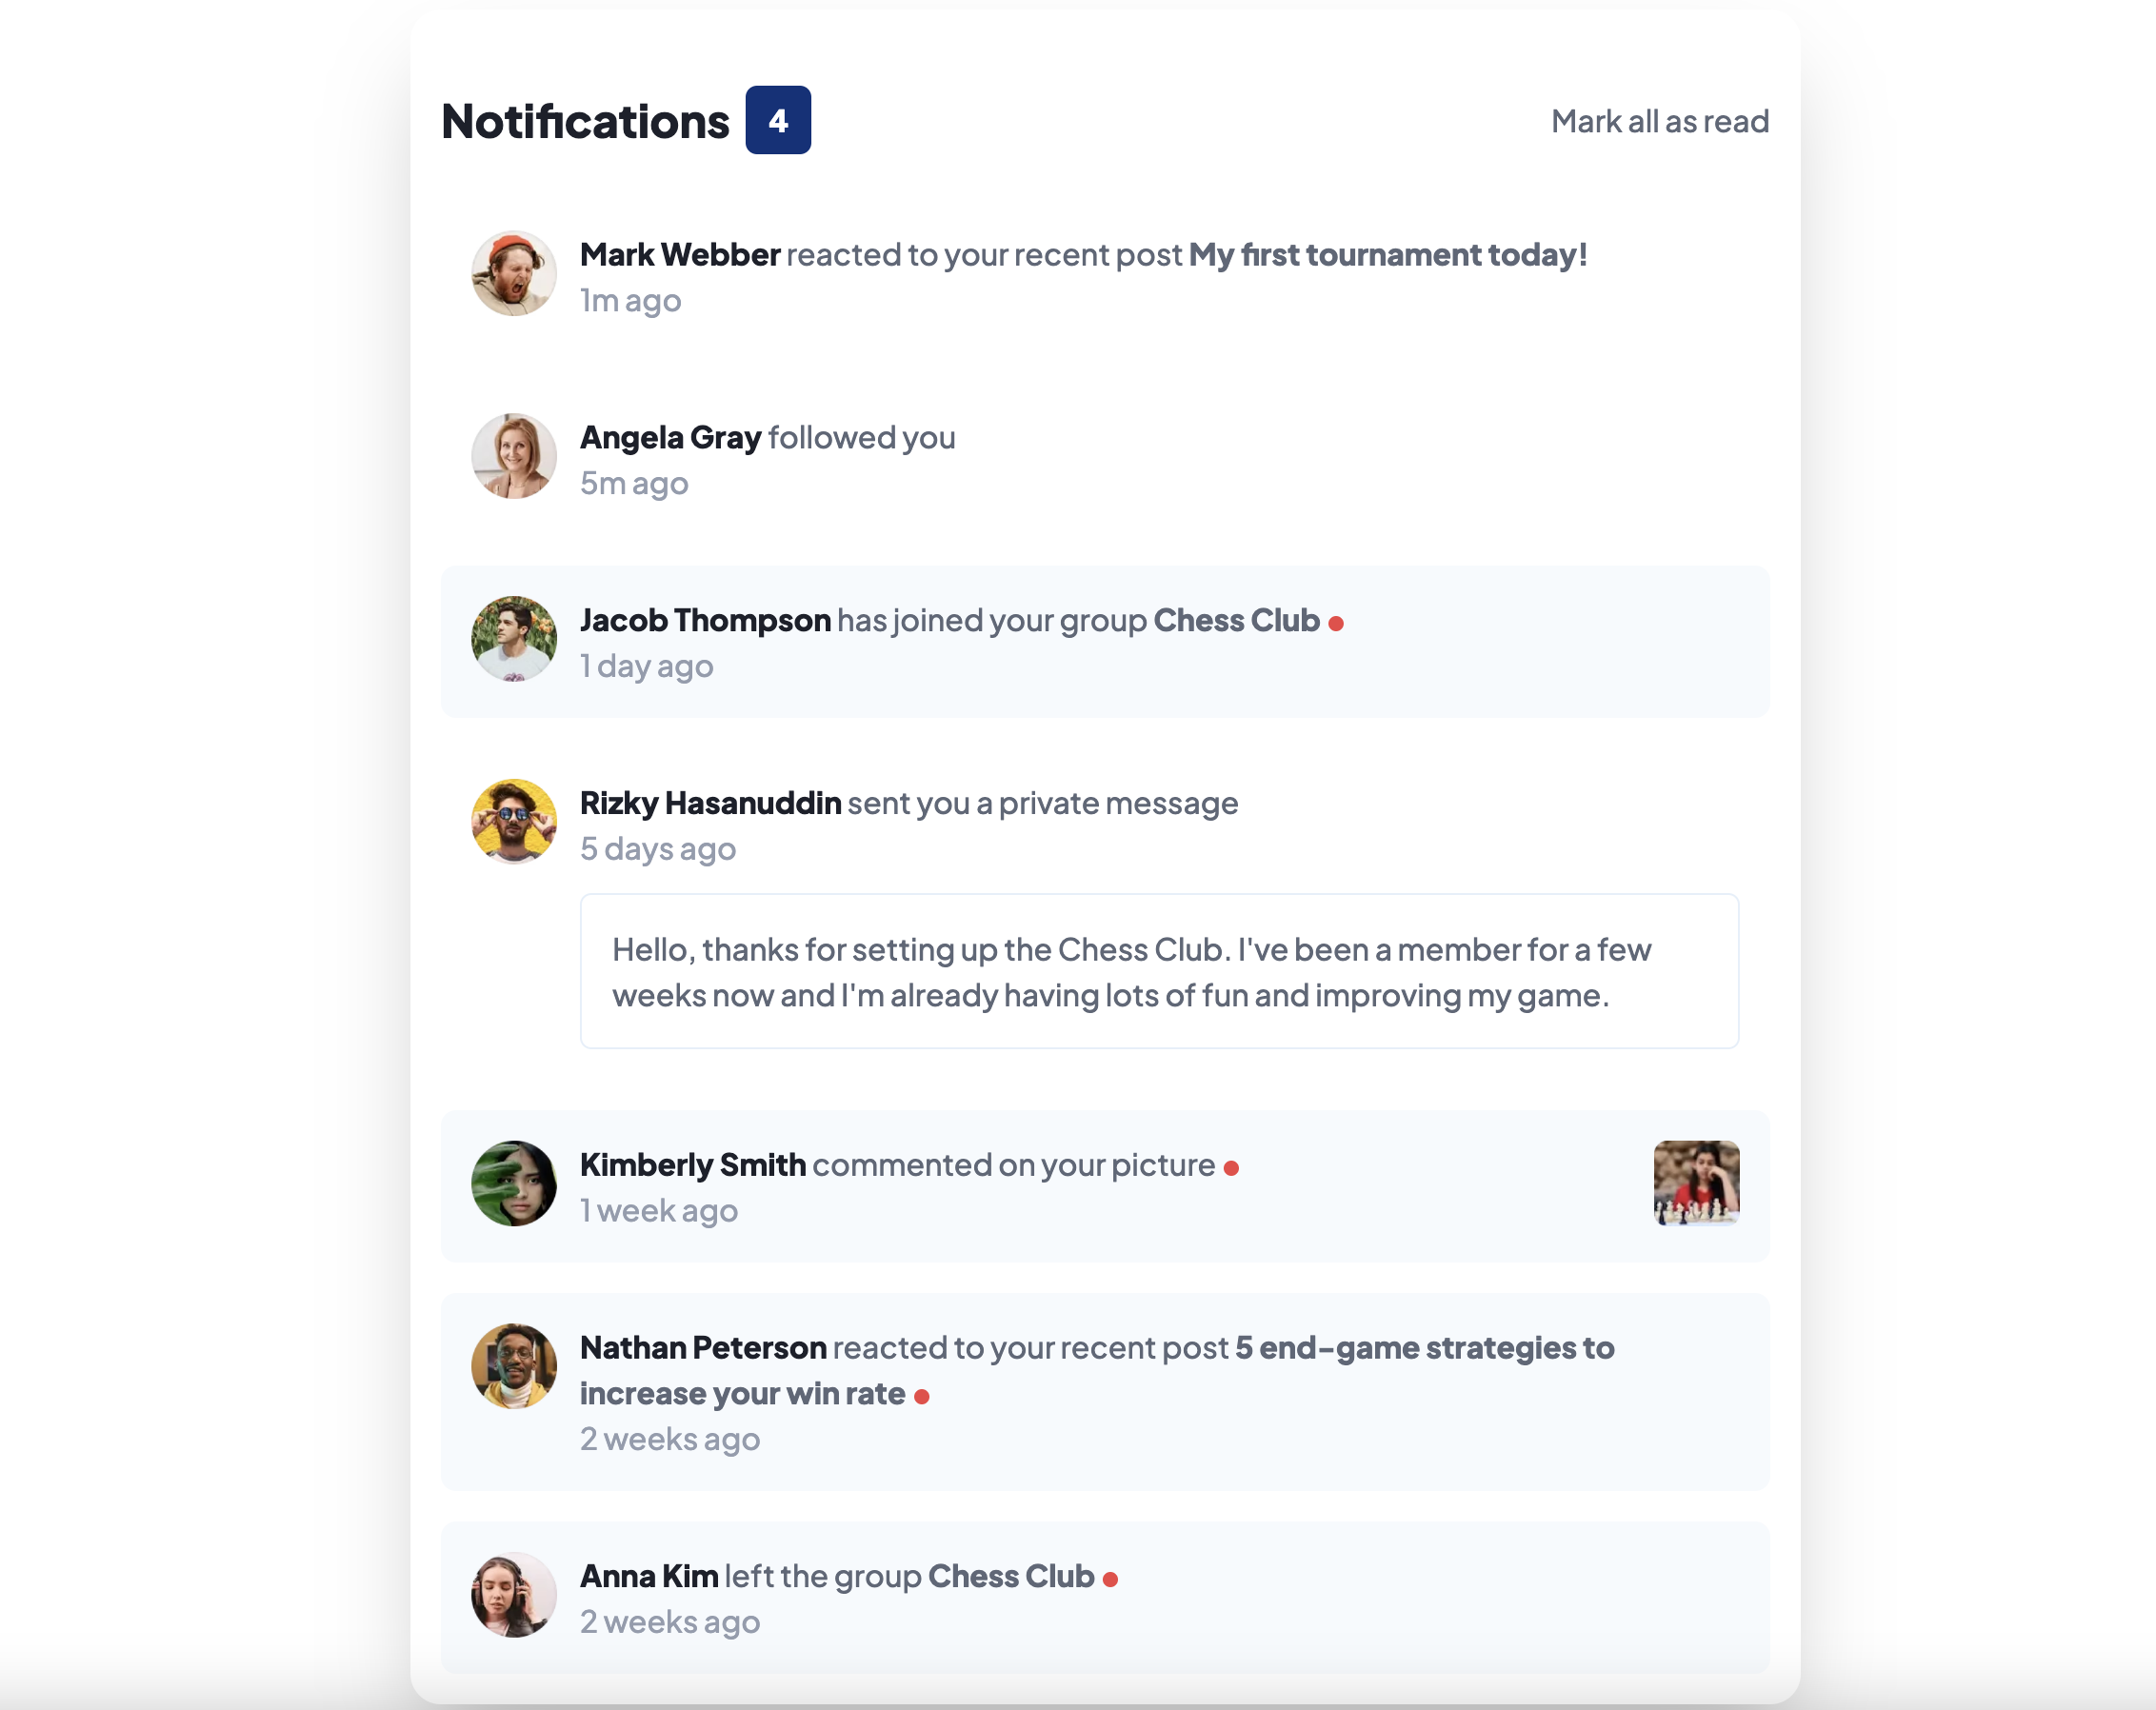 Notifications 4 Mark all as read
Mark Webber reacted to your recent post My first tournament today!
1m ago
Angela Gray followed you
5m ago
Jacob Thompson has joined your group Chess Club
1 day ago
Rizky Hasanuddin sent you a private message
5 days ago
Hello, thanks for setting up the Chess Club. I've been a member for a few
weeks now and I'm already having lots of fun and improving my game.
Kimberly Smith commented on your picture
1 week ago
Nathan Peterson reacted to your recent post 5 end-game strategies to
increase your win rate
2 weeks ago
Anna Kim left the group Chess Club
2 weeks ago